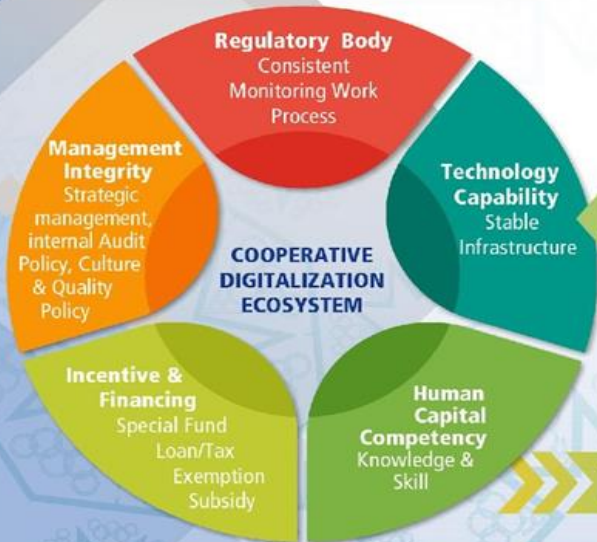 Regulatory Body
Consistent
Monitoring Work
Process
Technology
Capability
Stable
Infrastructure
Human
Capital
Competency
Knowledge &
Skill
Incentive &
Financing
Special Fund
Loan/Tax
Exemption
Subsidy
Management
Integrity
Strategic
management,
internal Audit
Policy, Culture
& Quality
Policy
COOPERATIVE
DIGITALIZATION
ECOSYSTEM